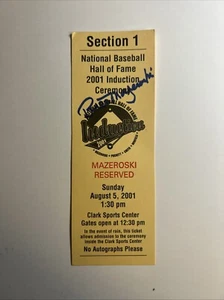 Section 1
National Baseball
Hall of Fame
2001 Induction
Ceremony
Induction
MAZEROSKI
RESERVED
Sunday
August 5, 2001
1:30 pm
Clark Sports Center
Gates open at 12:30 pm
In the event of rain, this ticket
allows admission to the ceremony
inside the Clark Sports Center
No Autographs Please